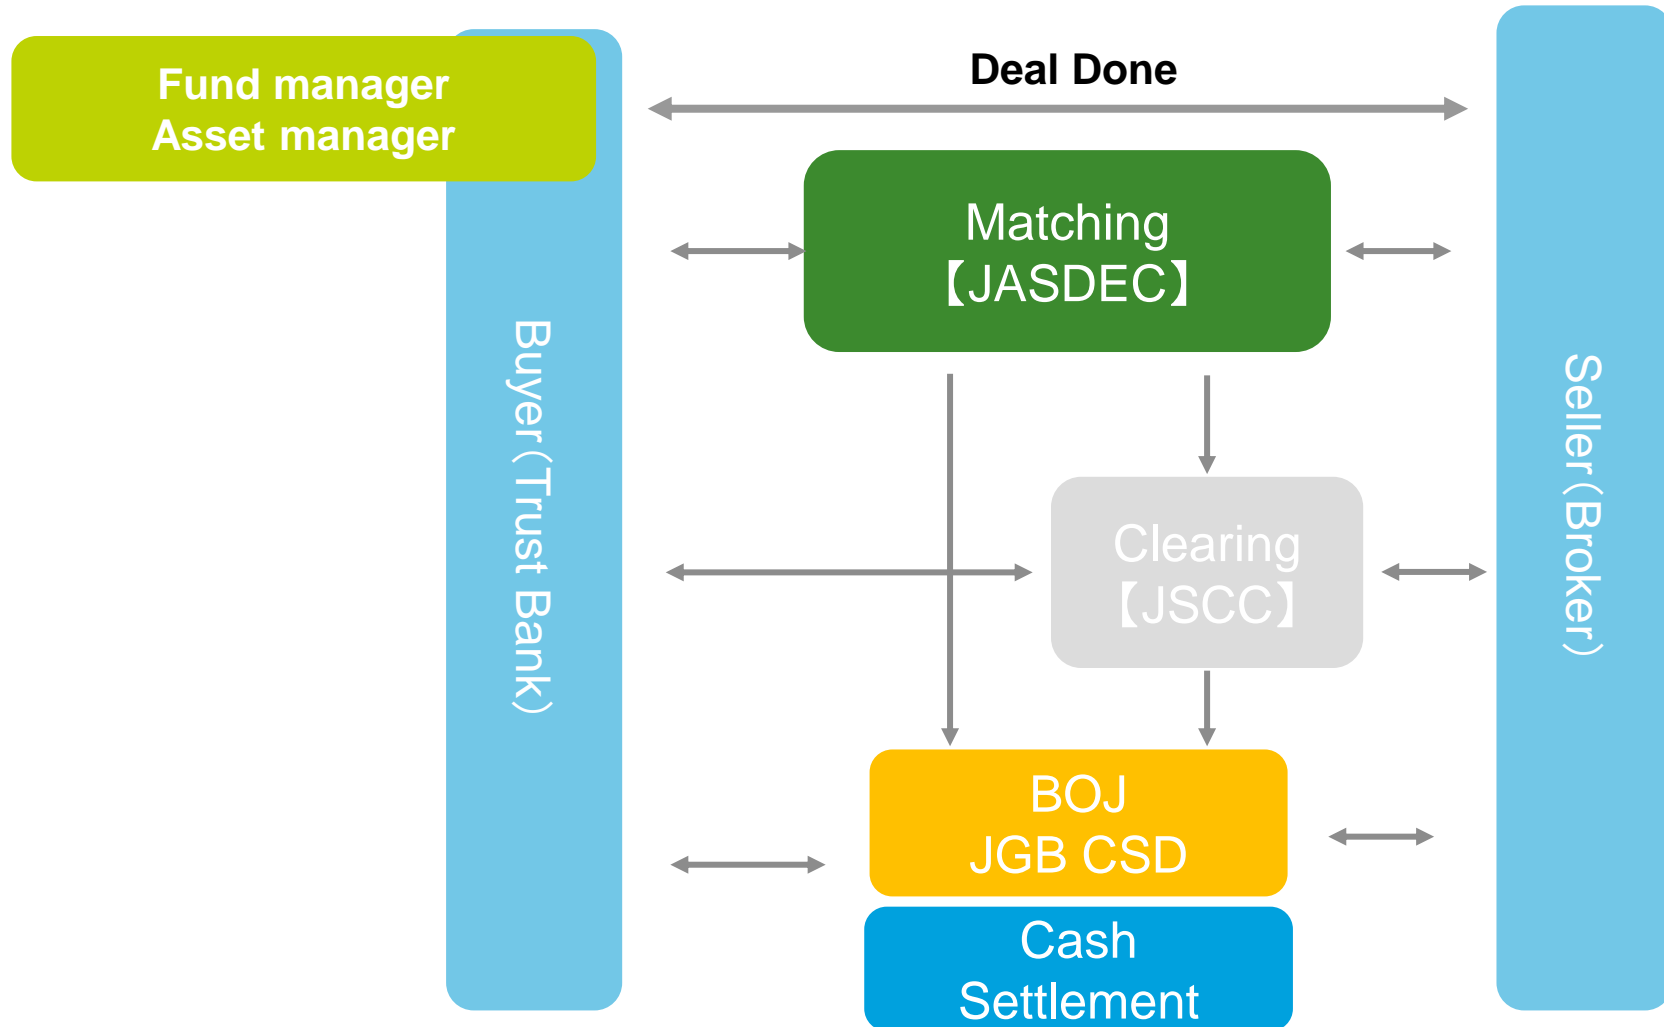 Fund manager
Asset manager
Deal Done
Matching
【JASDEC】
Buyer（Trust Bank）
Seller（Broker）
Clearing
【JSCC】
BOJ
JGB CSD
Cash
Settlement